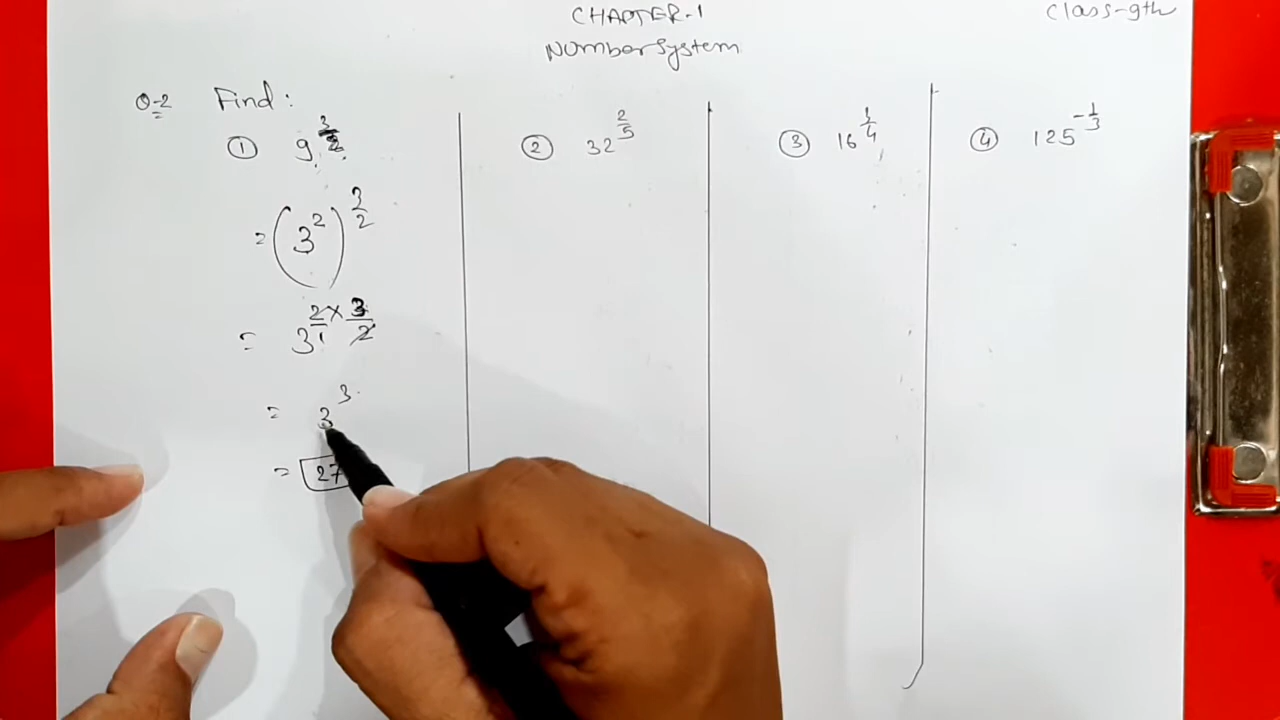 CHAPTER-1
Class-9th
Number System
Q-2 Find :
① 9^3/2
= (3^2)^3/2
= 3^2/1 × 3/2
= 3^3
= 27
② 32^2/5
③ 16^3/4
④ 125^-1/3